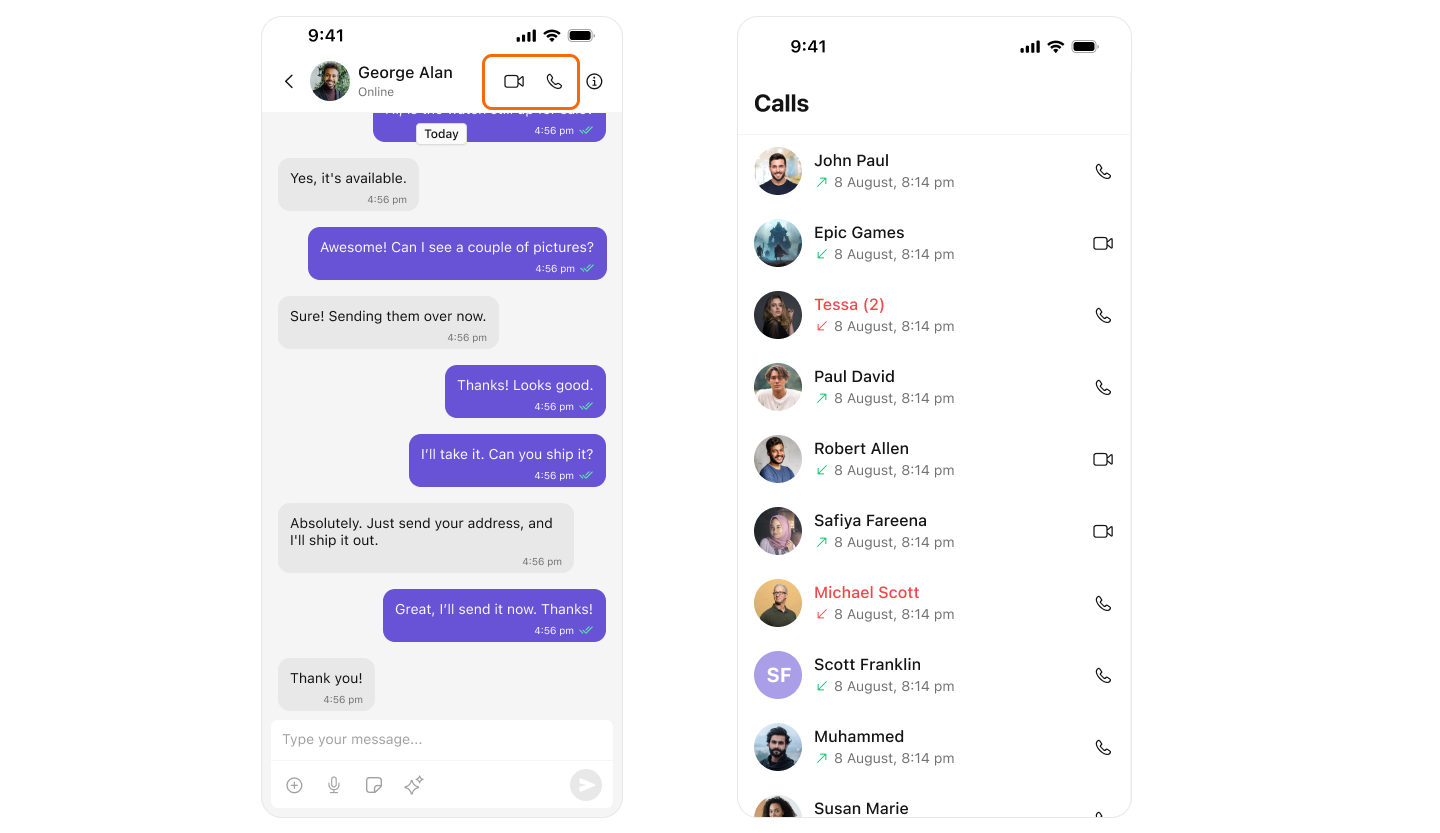 9:41
George Alan
Online
4:56 pm
Today
Yes, it's available.
4:56 pm
Awesome! Can I see a couple of pictures?
4:56 pm
Sure! Sending them over now.
4:56 pm
Thanks! Looks good.
4:56 pm
I'll take it. Can you ship it?
4:56 pm
Absolutely. Just send your address, and
I'll ship it out.
4:56 pm
Great, I'll send it now. Thanks!
4:56 pm
Thank you!
4:56 pm
Type your message...
9:41
Calls
John Paul
8 August, 8:14 pm
Epic Games
8 August, 8:14 pm
Tessa (2)
8 August, 8:14 pm
Paul David
8 August, 8:14 pm
Robert Allen
8 August, 8:14 pm
Safiya Fareena
8 August, 8:14 pm
Michael Scott
8 August, 8:14 pm
SF
Scott Franklin
8 August, 8:14 pm
Muhammed
8 August, 8:14 pm
Susan Marie